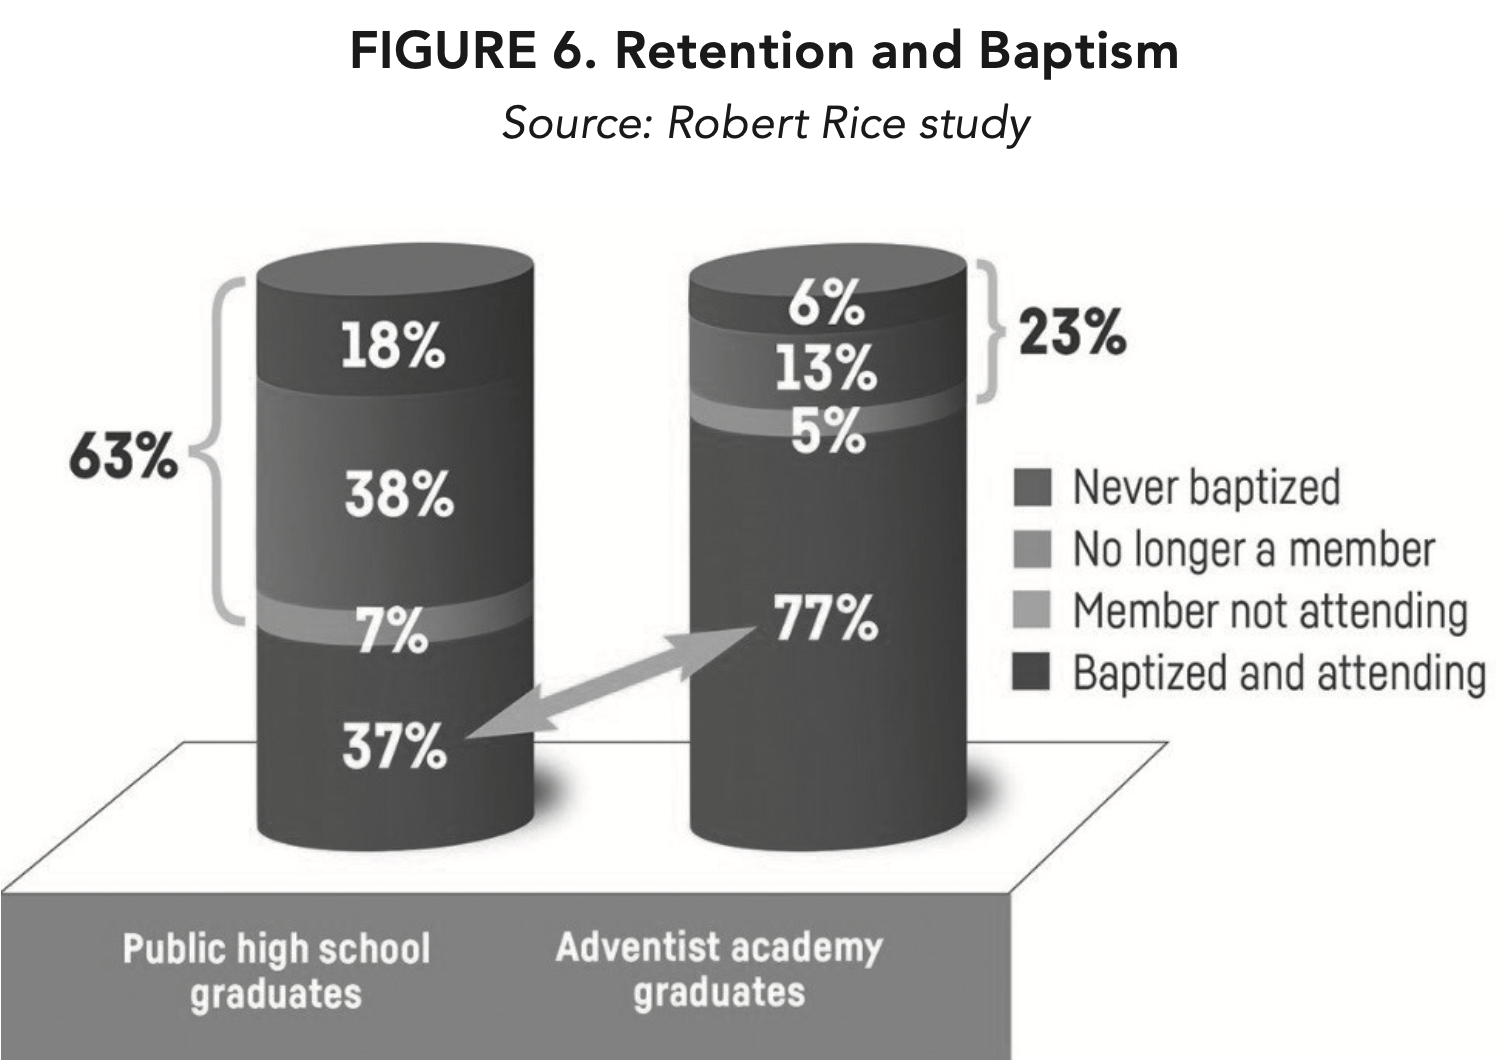 FIGURE 6. Retention and Baptism
Source: Robert Rice study
18%
38%
7%
37%
63%
6%
13%
5%
77%
23%
Never baptized
No longer a member
Member not attending
Baptized and attending
Public high school
graduates
Adventist academy
graduates